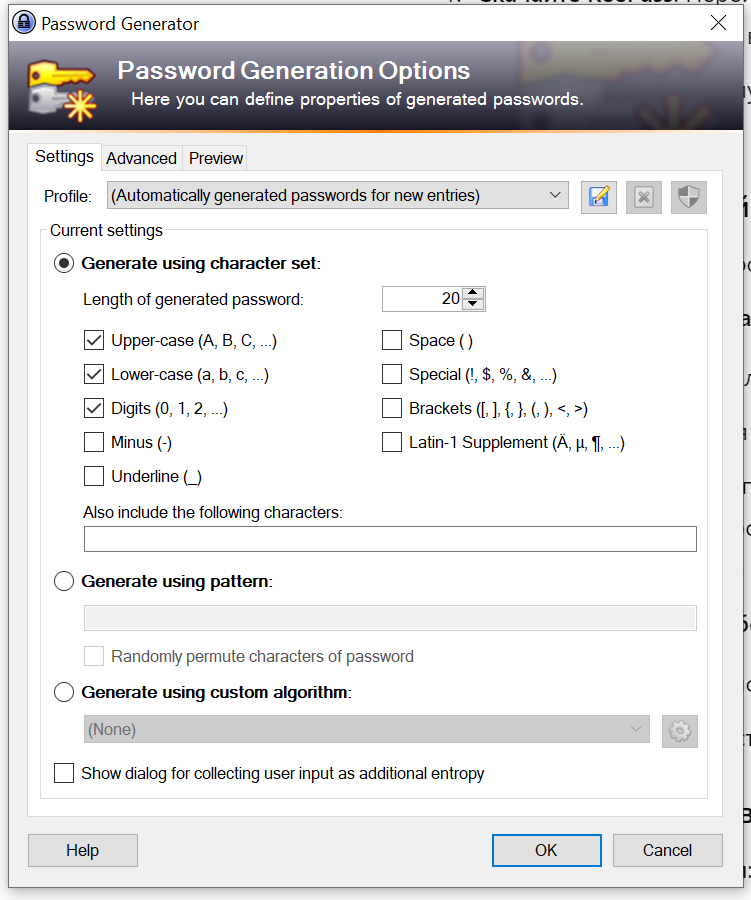 Password Generator
Password Generation Options
Here you can define properties of generated passwords.
Settings Advanced Preview
Profile: (Automatically generated passwords for new entries)
Current settings
Generate using character set:
Length of generated password: 20
Upper-case (A, B, C, ...) Space ( )
Lower-case (a, b, c, ...) Special (!, $, %, &, ...)
Digits (0, 1, 2, ...) Brackets ([, ], {, }, (, ), <, >)
Minus (-) Latin-1 Supplement (Ä, µ, ¶, ...)
Underline (_)
Also include the following characters:
Generate using pattern:
Randomly permute characters of password
Generate using custom algorithm:
(None)
Show dialog for collecting user input as additional entropy
Help OK Cancel